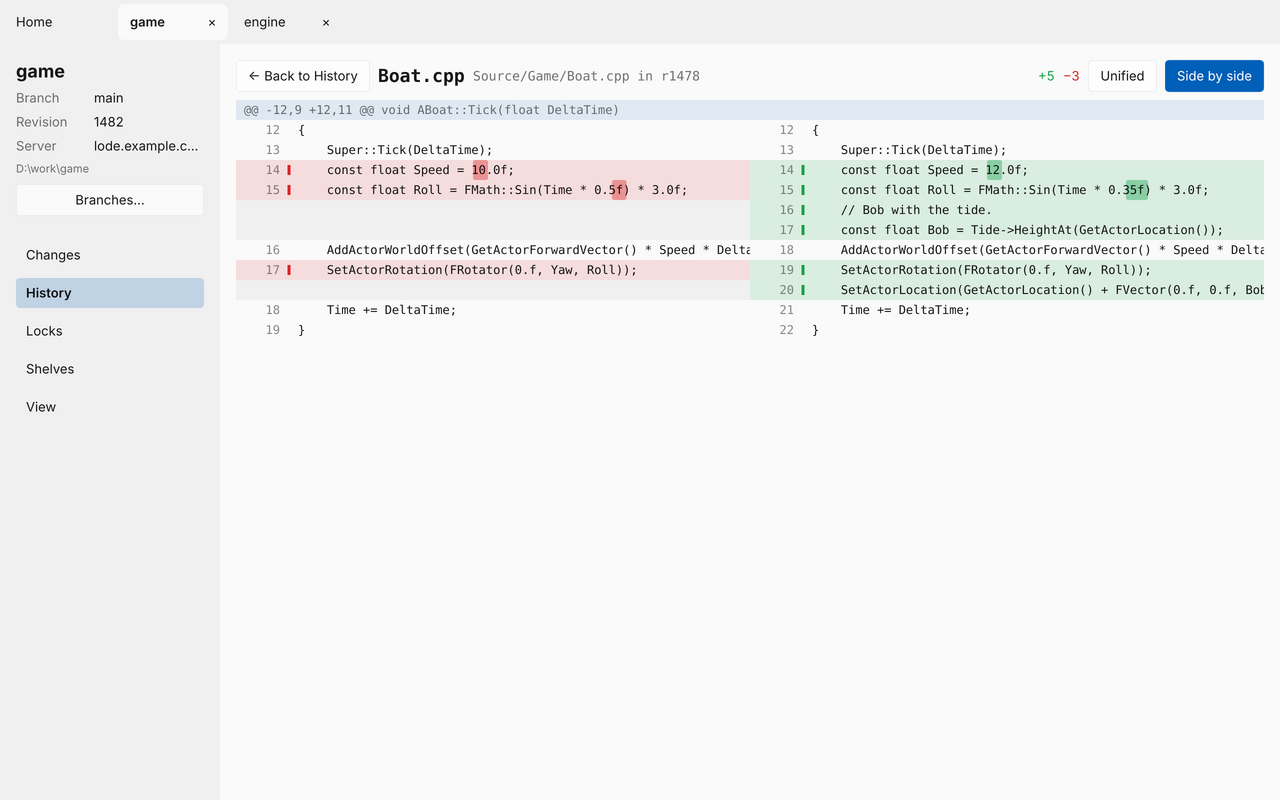 Home
game ×
engine ×
game
Branch main
Revision 1482
Server lode.example.c...
D:\work\game
Branches...
Changes
History
Locks
Shelves
View
← Back to History Boat.cpp Source/Game/Boat.cpp in r1478 +5 −3 Unified Side by side
@@ -12,9 +12,11 @@ void ABoat::Tick(float DeltaTime)
12 {
13 Super::Tick(DeltaTime);
14 const float Speed = 10.0f;
15 const float Roll = FMath::Sin(Time * 0.5f) * 3.0f;
16 AddActorWorldOffset(GetActorForwardVector() * Speed * Delta
17 SetActorRotation(FRotator(0.f, Yaw, Roll));
18 Time += DeltaTime;
19 }
12 {
13 Super::Tick(DeltaTime);
14 const float Speed = 12.0f;
15 const float Roll = FMath::Sin(Time * 0.35f) * 3.0f;
16 // Bob with the tide.
17 const float Bob = Tide->HeightAt(GetActorLocation());
18 AddActorWorldOffset(GetActorForwardVector() * Speed * Delta
19 SetActorRotation(FRotator(0.f, Yaw, Roll));
20 SetActorLocation(GetActorLocation() + FVector(0.f, 0.f, Bob
21 Time += DeltaTime;
22 }